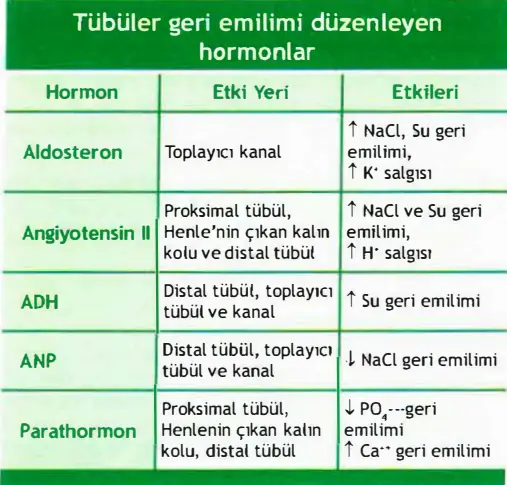 Tübüler geri emilimi düzenleyen
hormonlar
Hormon
Etki Yeri
Etkileri
Aldosteron
Toplayıcı kanal
↑ NaCl, Su geri
emilimi,
↑ K⁺ salgısı
Angiyotensin II
Proksimal tübül,
Henle'nin çıkan kalın
kolu ve distal tübül
↑ NaCl ve Su geri
emilimi,
↑ H⁺ salgısı
ADH
Distal tübül, toplayıcı
tübül ve kanal
↑ Su geri emilimi
ANP
Distal tübül, toplayıcı
tübül ve kanal
↓ NaCl geri emilimi
Parathormon
Proksimal tübül,
Henlenin çıkan kalın
kolu, distal tübül
↓ PO₄---geri
emilimi
↑ Ca⁺⁺ geri emilimi